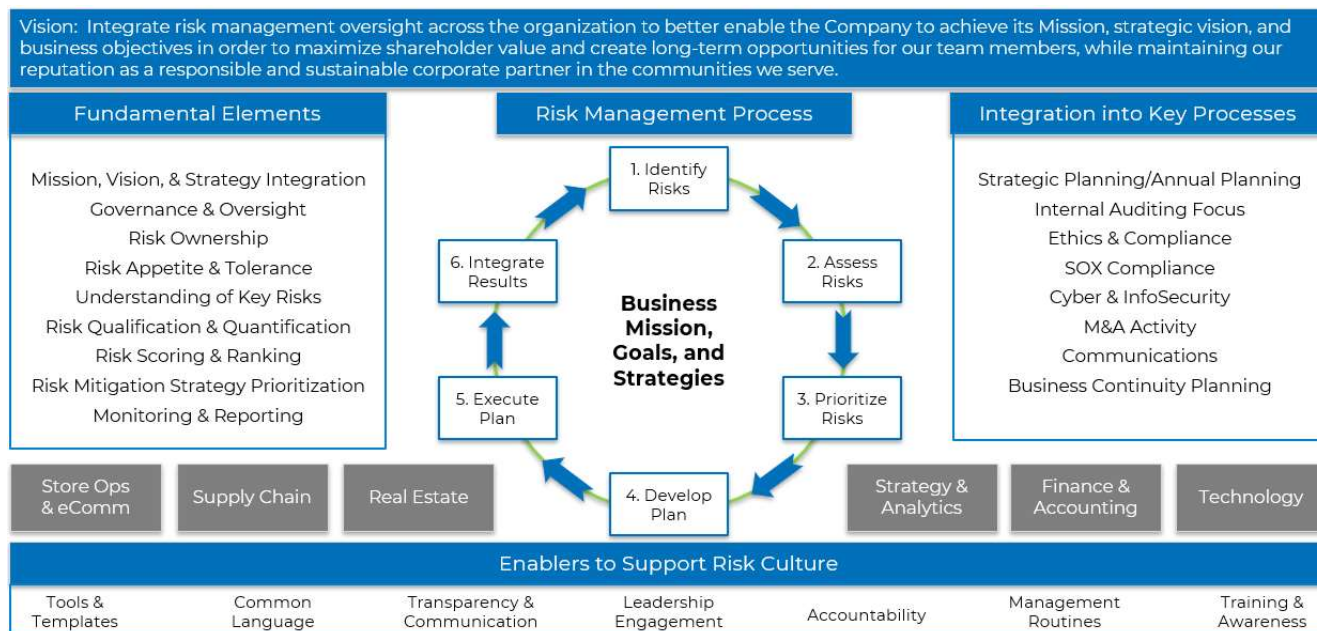 Vision: Integrate risk management oversight across the organization to better enable the Company to achieve its Mission, strategic vision, and
business objectives in order to maximize shareholder value and create long-term opportunities for our team members, while maintaining our
reputation as a responsible and sustainable corporate partner in the communities we serve.
Fundamental Elements
Mission, Vision, & Strategy Integration
Governance & Oversight
Risk Ownership
Risk Appetite & Tolerance
Understanding of Key Risks
Risk Qualification & Quantification
Risk Scoring & Ranking
Risk Mitigation Strategy Prioritization
Monitoring & Reporting
Risk Management Process
1. Identify
Risks
2. Assess
Risks
3. Prioritize
Risks
4. Develop
Plan
5. Execute
Plan
6. Integrate
Results
Business
Mission,
Goals, and
Strategies
Integration into Key Processes
Strategic Planning/Annual Planning
Internal Auditing Focus
Ethics & Compliance
SOX Compliance
Cyber & InfoSecurity
M&A Activity
Communications
Business Continuity Planning
Store Ops
& eComm
Supply Chain
Real Estate
Strategy &
Analytics
Finance &
Accounting
Technology
Enablers to Support Risk Culture
Tools &
Templates
Common
Language
Transparency &
Communication
Leadership
Engagement
Accountability
Management
Routines
Training &
Awareness